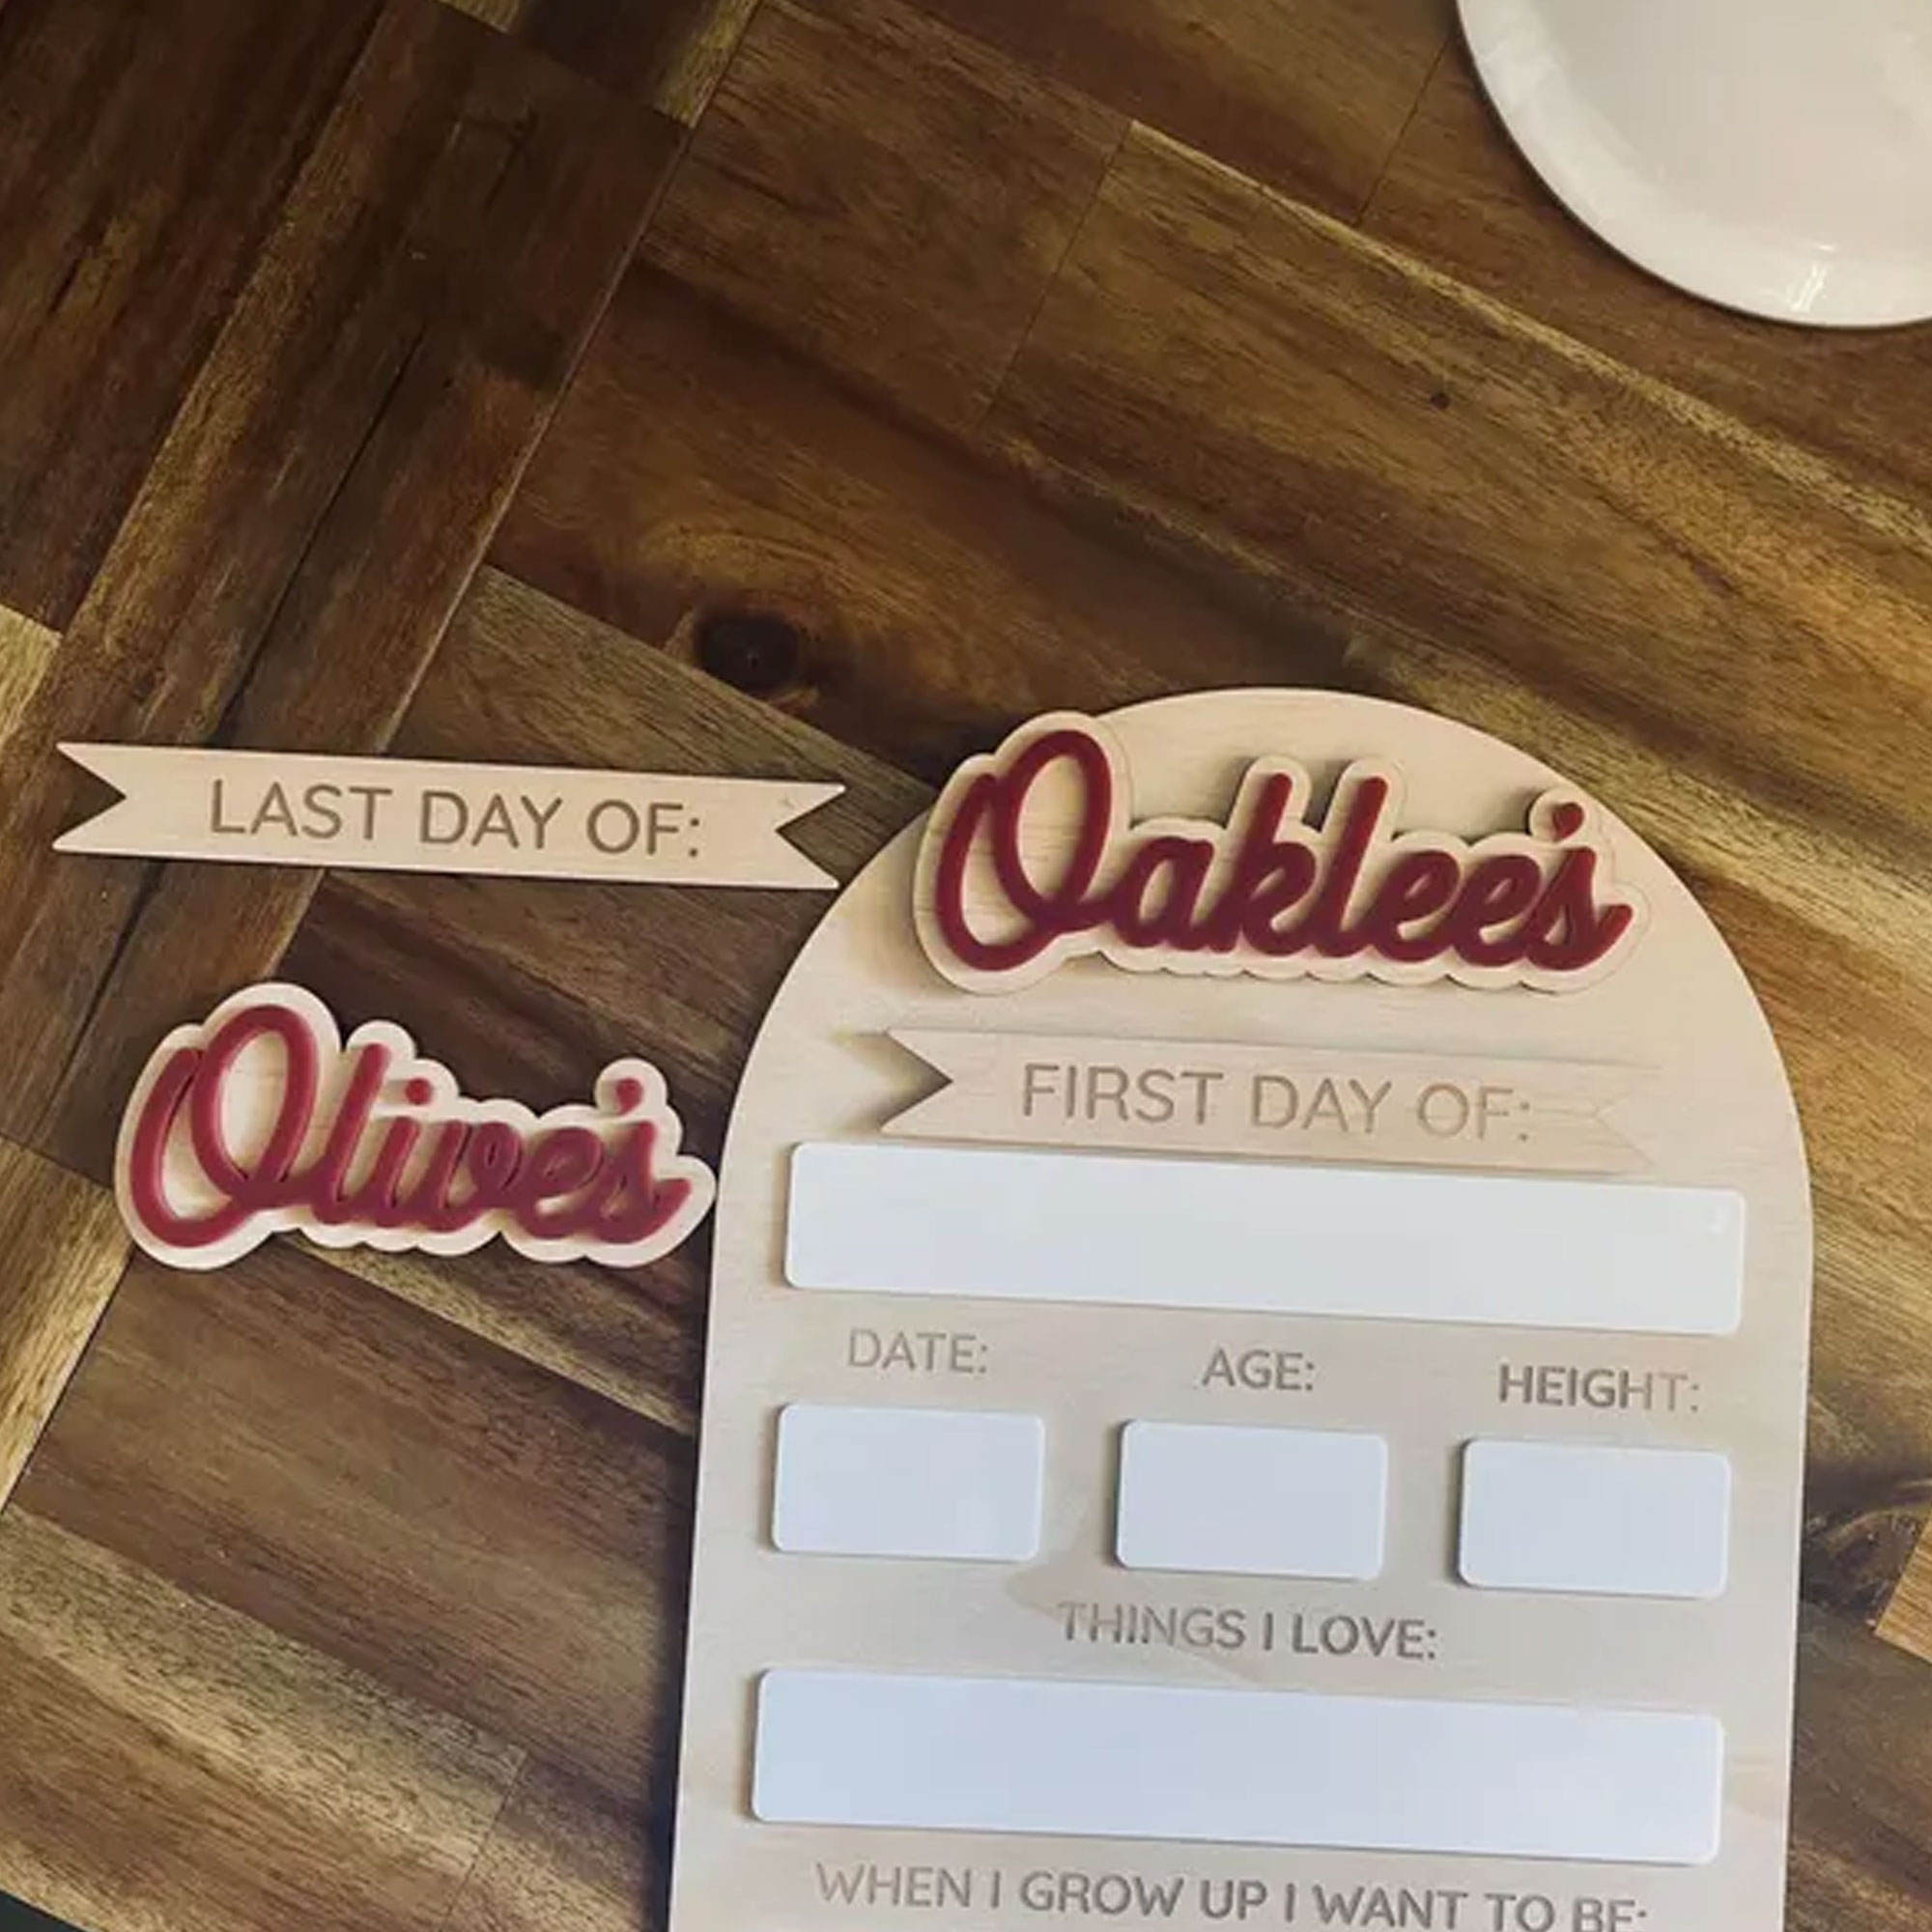 LAST DAY OF:
Olive's
Oaklee's
FIRST DAY OF:
DATE: AGE: HEIGHT:
THINGS I LOVE:
WHEN I GROW UP I WANT TO BE: